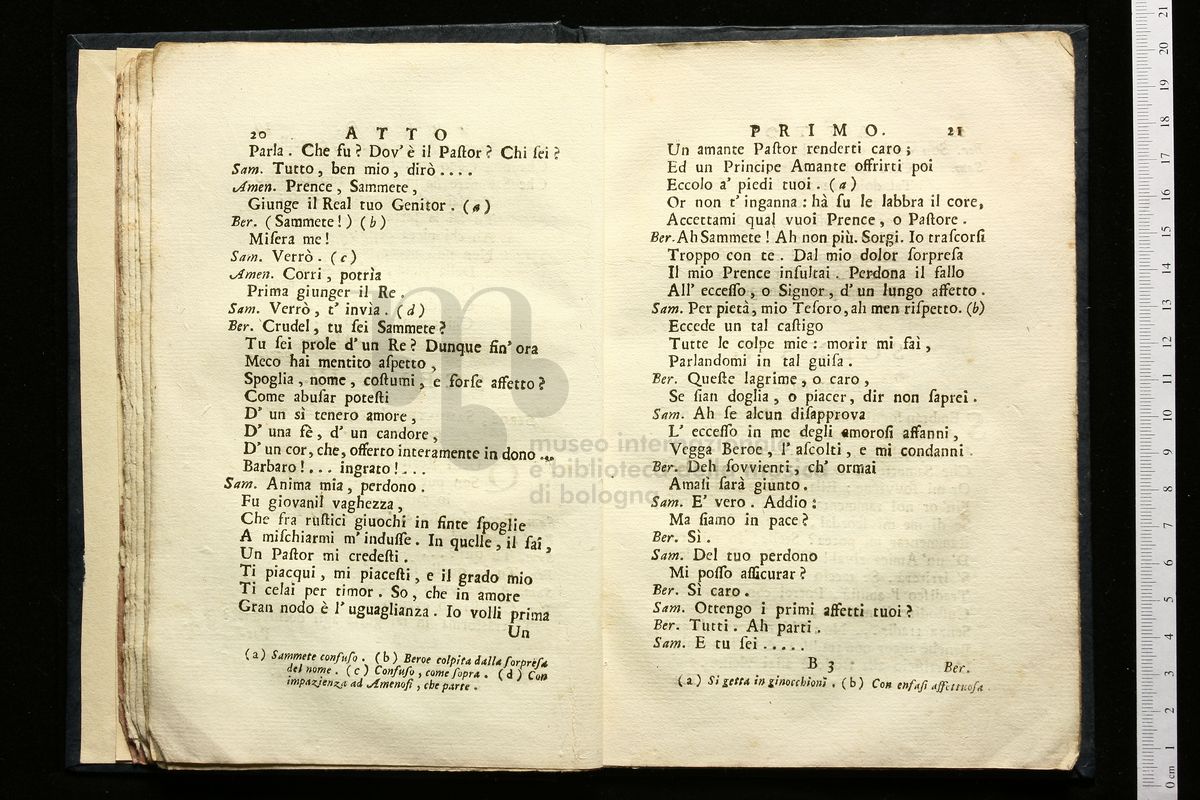 20 ATTO
Parla. Che fu? Dov'è il Paſtor? Chi ſei?
Sam. Tutto, ben mio, dirò....
Amen. Prence, Sammete,
Giunge il Real tuo Genitor. (a)
Ber. (Sammete!) (b)
Miſera me!
Sam. Verrò. (c)
Amen. Corri, potrìa
Prima giunger il Re.
Sam. Verrò, t' invìa. (d)
Ber. Crudel, tu ſei Sammete?
Tu ſei prole d' un Re? Dunque fin' ora
Meco hai mentito aſpetto,
Spoglia, nome, coſtumi, e forſe affetto?
Come abuſar poteſti
D' un sì tenero amore,
D' una fè, d' un candore,
D' un cor, che, offerto interamente in dono ...
Barbaro!... ingrato!...
Sam. Anima mia, perdono.
Fu giovanil vaghezza,
Che fra ruſtici giuochi in finte ſpoglie
A miſchiarmi m' induſſe. In quelle, il ſai,
Un Paſtor mi credeſti.
Ti piacqui, mi piaceſti, e il grado mio
Ti celai per timor. So, che in amore
Gran nodo è l' uguaglianza. Io volli prima
Un
(a) Sammete confuſo. (b) Beroe colpita dalla ſorpreſa
del nome. (c) Confuſo, come ſopra. (d) Con
impazienza ad Amenoſi, che parte.
PRIMO. 21
Un amante Paſtor renderti caro;
Ed un Principe Amante offrirti poi
Eccolo a' piedi tuoi. (a)
Or non t' inganna: hà ſu le labbra il core,
Accettami qual vuoi Prence, o Paſtore.
Ber. Ah Sammete! Ah non più. Sorgi. Io traſcorſi
Troppo con te. Dal mio dolor ſorpreſa
Il mio Prence inſultai. Perdona il fallo
All' ecceſſo, o Signor, d' un lungo affetto.
Sam. Per pietà, mio Teſoro, ah men riſpetto. (b)
Eccede un tal caſtigo
Tutte le colpe mie: morir mi fai,
Parlandomi in tal guiſa.
Ber. Queſte lagrime, o caro,
Se ſian doglia, o piacer, dir non ſaprei.
Sam. Ah ſe alcun diſapprova
L' ecceſſo in me degli amoroſi affanni,
Vegga Beroe, l' aſcolti, e mi condanni.
Ber. Deh ſovvienti, ch' ormai
Amaſi ſarà giunto.
Sam. E' vero. Addio:
Ma ſiamo in pace?
Ber. Sì.
Sam. Del tuo perdono
Mi poſſo aſſicurar?
Ber. Sì caro.
Sam. Ottengo i primi affetti tuoi?
Ber. Tutti. Ah parti.
Sam. E tu ſei.....
B 3 Ber.
(a) Si getta in ginocchioni. (b) Con enfaſi affettuoſa.
museo internazionale
e biblioteca della musica
di bologna